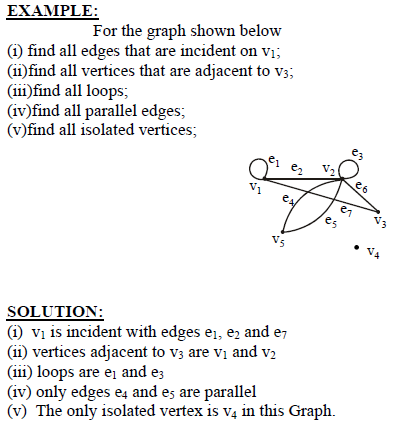 EXAMPLE:
For the graph shown below
(i) find all edges that are incident on v₁;
(ii)find all vertices that are adjacent to v₃;
(iii)find all loops;
(iv)find all parallel edges;
(v)find all isolated vertices;
e₁ e₂ v₂ e₃
v₁ e₄ e₆
e₅ e₇ v₃
v₅ v₄
SOLUTION:
(i) v₁ is incident with edges e₁, e₂ and e₇
(ii) vertices adjacent to v₃ are v₁ and v₂
(iii) loops are e₁ and e₃
(iv) only edges e₄ and e₅ are parallel
(v) The only isolated vertex is v₄ in this Graph.